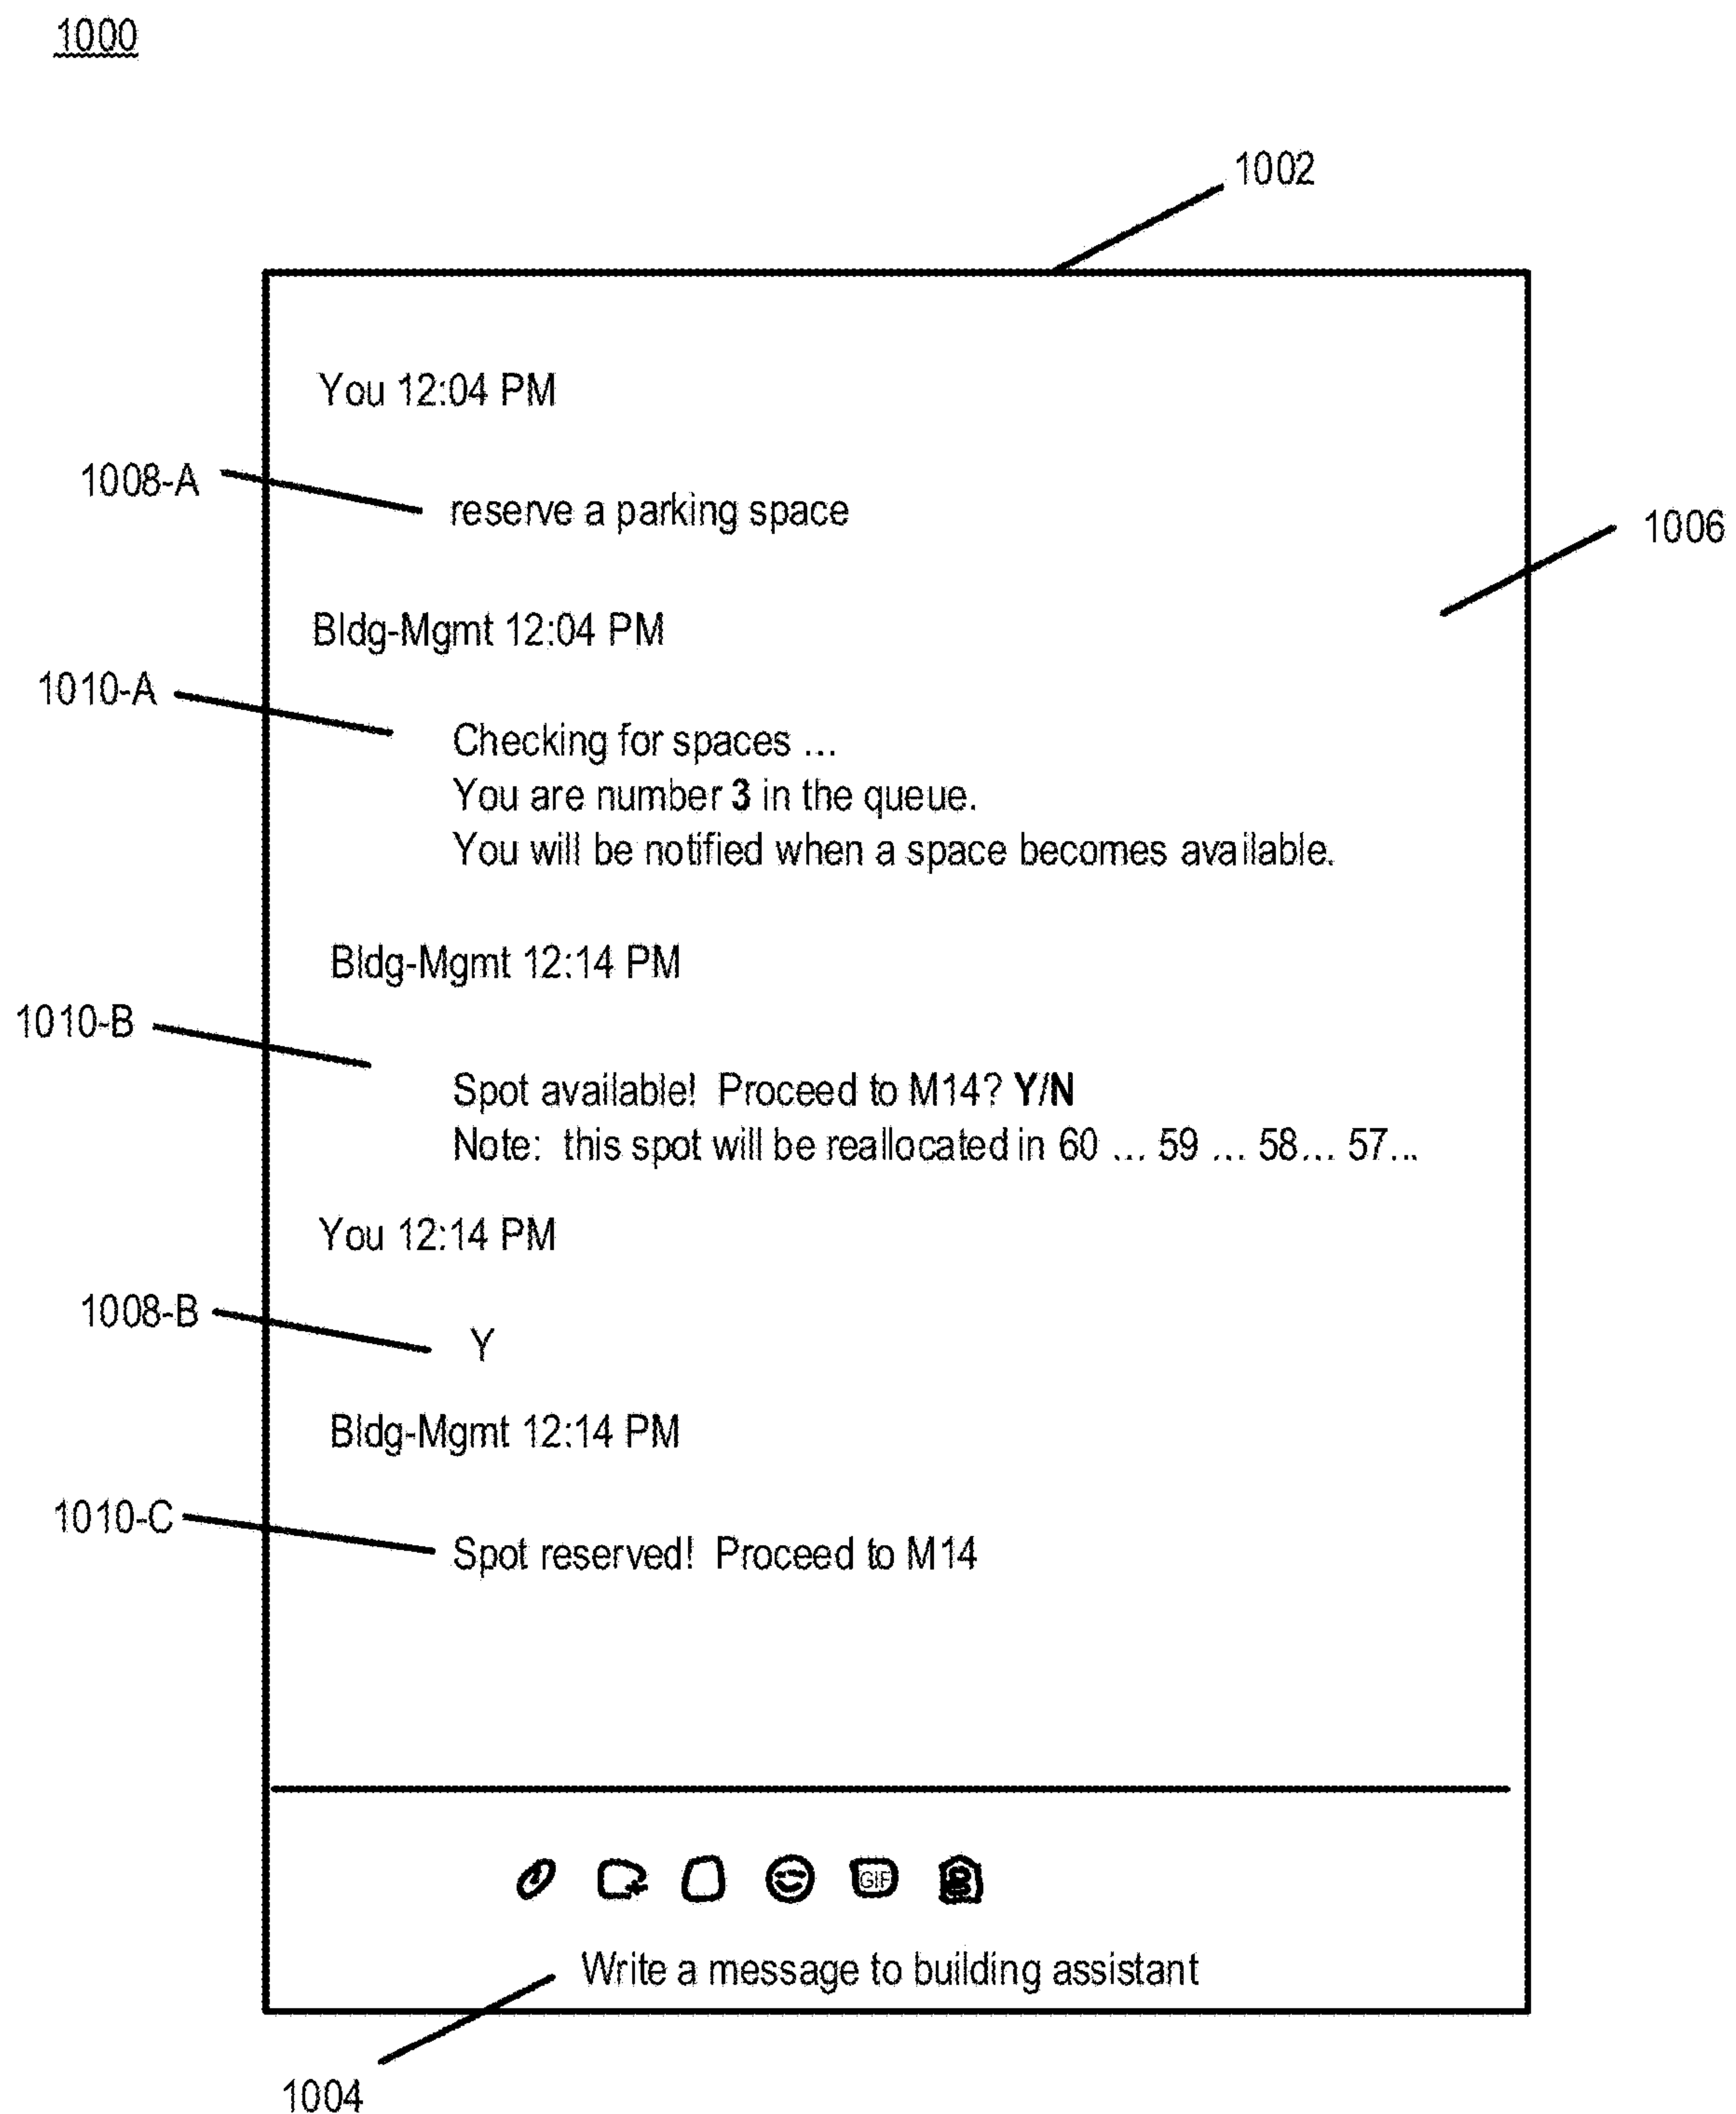 1000
1002
You 12:04 PM
1008-A
reserve a parking space
1006
Bldg-Mgmt 12:04 PM
1010-A
Checking for spaces ...
You are number 3 in the queue.
You will be notified when a space becomes available.
Bldg-Mgmt 12:14 PM
1010-B
Spot available! Proceed to M14? Y/N
Note: this spot will be reallocated in 60 ... 59 ... 58... 57...
You 12:14 PM
1008-B
Y
Bldg-Mgmt 12:14 PM
1010-C
Spot reserved! Proceed to M14
GIF
Write a message to building assistant
1004